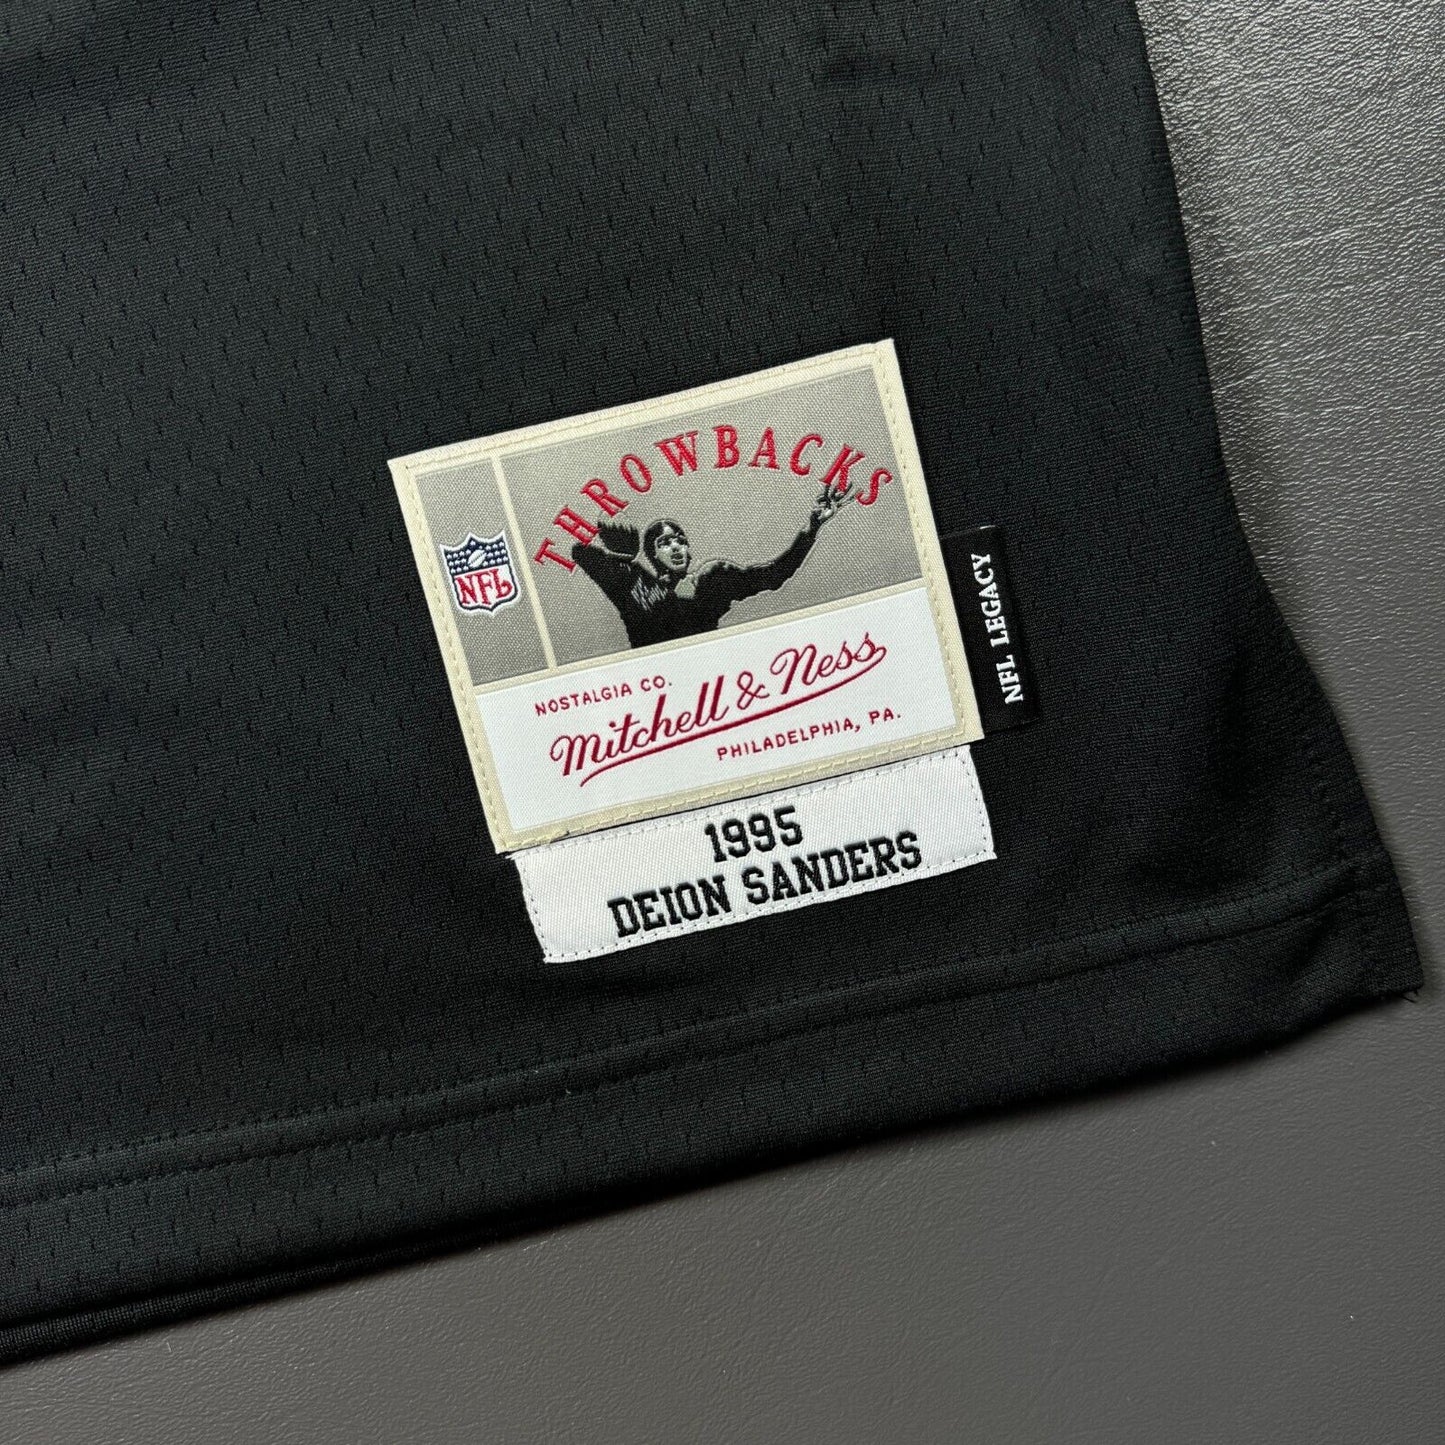 THROWBACKS
NFL
NOSTALGIA CO.
Mitchell & Ness
PHILADELPHIA, PA.
NFL LEGACY
1995
DEION SANDERS